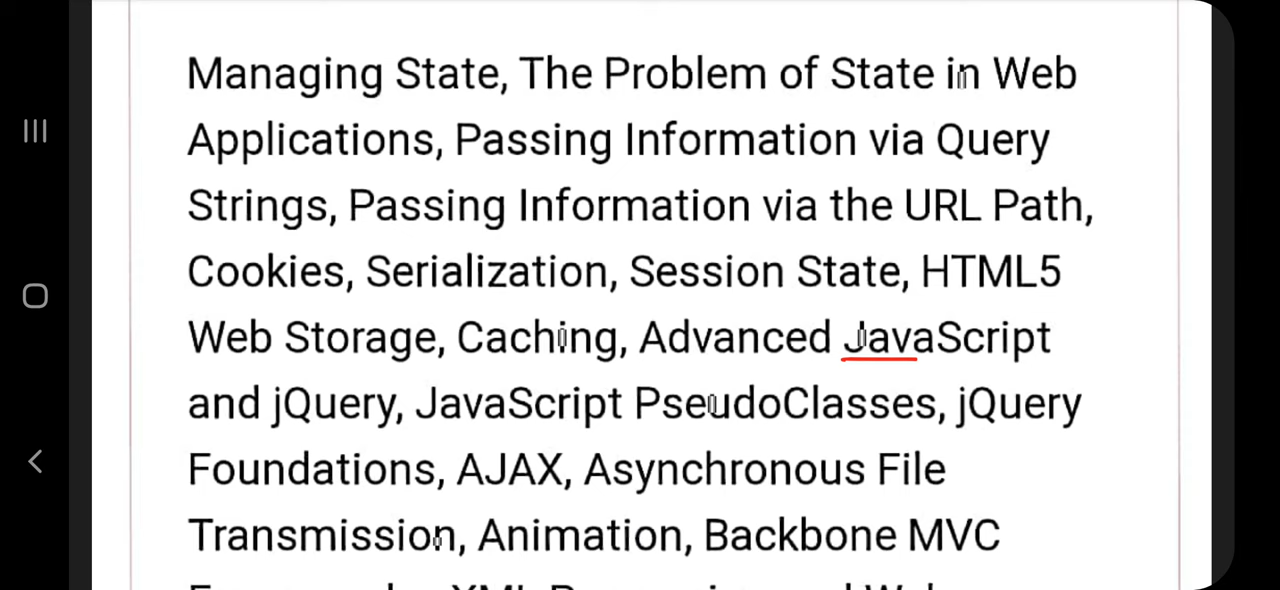 Managing State, The Problem of State in Web
Applications, Passing Information via Query
Strings, Passing Information via the URL Path,
Cookies, Serialization, Session State, HTML5
Web Storage, Caching, Advanced JavaScript
and jQuery, JavaScript PseudoClasses, jQuery
Foundations, AJAX, Asynchronous File
Transmission, Animation, Backbone MVC